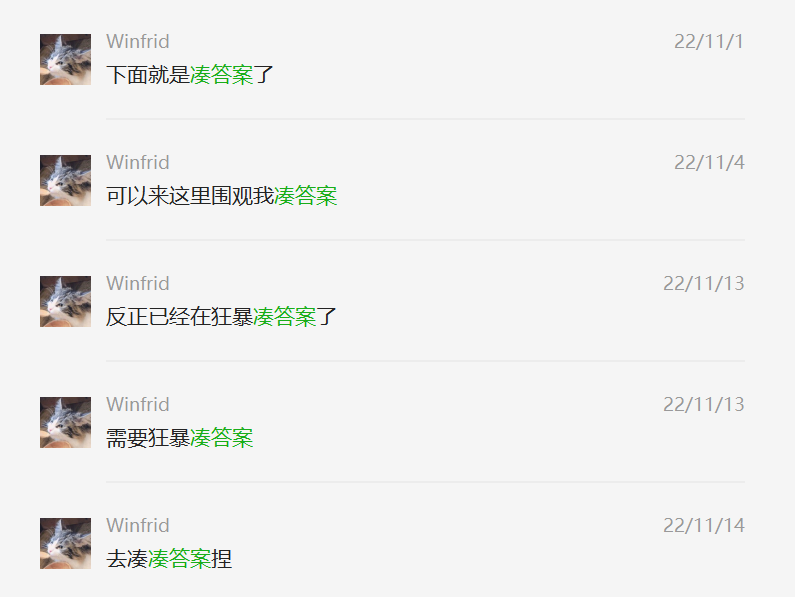 Winfrid 22/11/1
下面就是凑答案了
Winfrid 22/11/4
可以来这里围观我凑答案
Winfrid 22/11/13
反正已经在狂暴凑答案了
Winfrid 22/11/13
需要狂暴凑答案
Winfrid 22/11/14
去凑凑答案捏